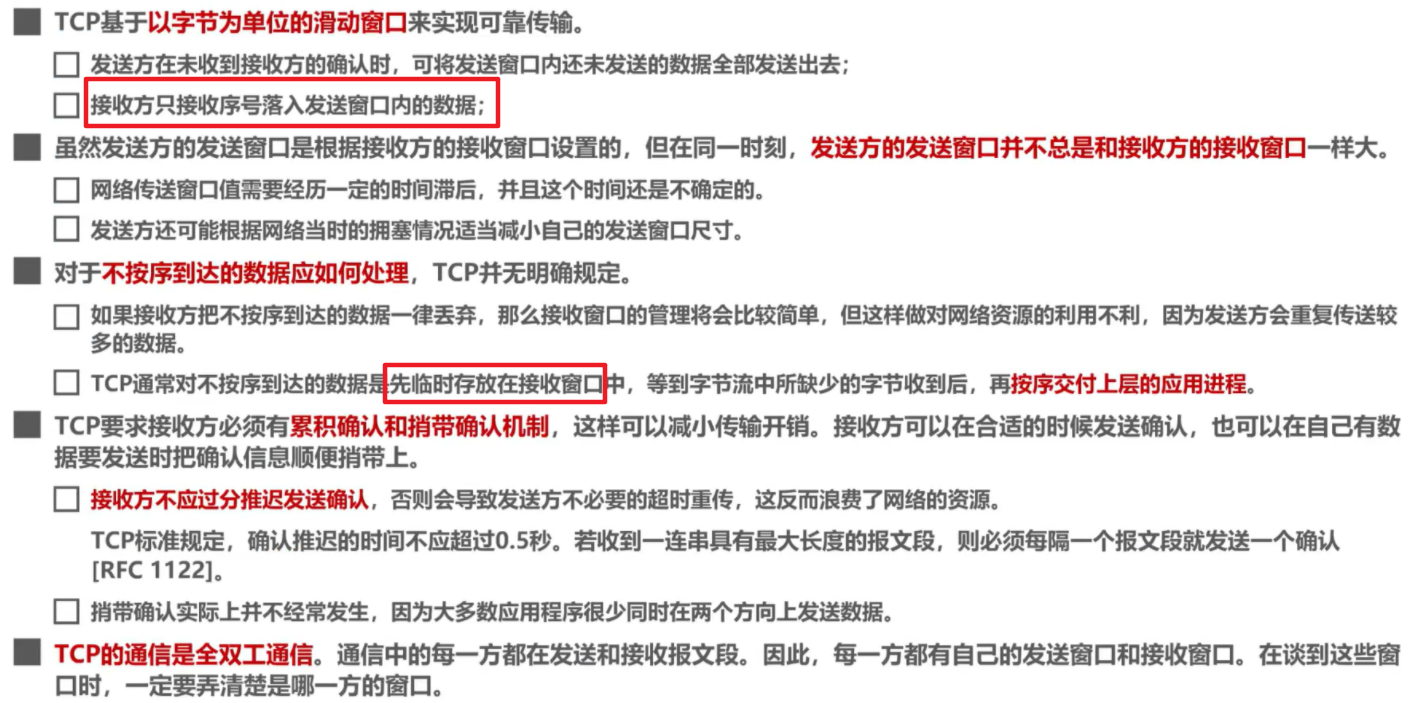 TCP基于以字节为单位的滑动窗口来实现可靠传输。
发送方在未收到接收方的确认时，可将发送窗口内还未发送的数据全部发送出去；
接收方只接收序号落入发送窗口内的数据；
虽然发送方的发送窗口是根据接收方的接收窗口设置的，但在同一时刻，发送方的发送窗口并不总是和接收方的接收窗口一样大。
网络传送窗口值需要经历一定的时间滞后，并且这个时间还是不确定的。
发送方还可能根据网络当时的拥塞情况适当减小自己的发送窗口尺寸。
对于不按序到达的数据应如何处理，TCP并无明确规定。
如果接收方把不按序到达的数据一律丢弃，那么接收窗口的管理将会比较简单，但这样做对网络资源的利用不利，因为发送方会重复传送较
多的数据。
TCP通常对不按序到达的数据是先临时存放在接收窗口中，等到字节流中所缺少的字节收到后，再按序交付上层的应用进程。
TCP要求接收方必须有累积确认和捎带确认机制，这样可以减小传输开销。接收方可以在合适的时候发送确认，也可以在自己有数
据要发送时把确认信息顺便捎带上。
接收方不应过分推迟发送确认，否则会导致发送方不必要的超时重传，这反而浪费了网络的资源。
TCP标准规定，确认推迟的时间不应超过0.5秒。若收到一连串具有最大长度的报文段，则必须每隔一个报文段就发送一个确认
[RFC 1122]。
捎带确认实际上并不经常发生，因为大多数应用程序很少同时在两个方向上发送数据。
TCP的通信是全双工通信。通信中的每一方都在发送和接收报文段。因此，每一方都有自己的发送窗口和接收窗口。在谈到这些窗
口时，一定要弄清楚是哪一方的窗口。